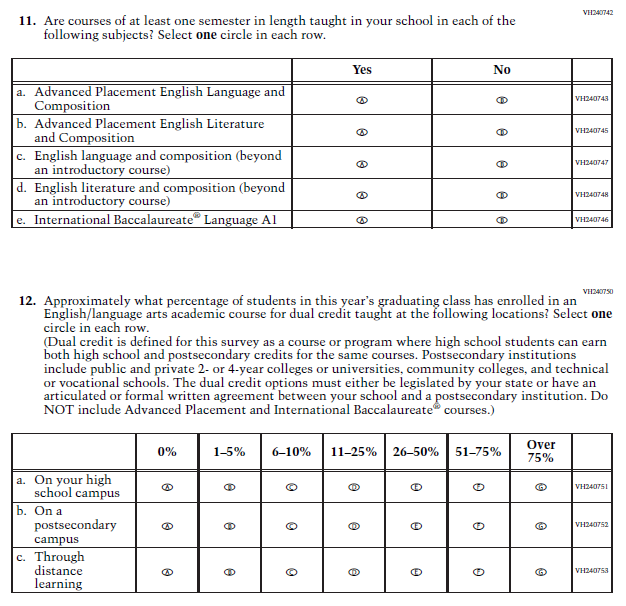 VH240742
11. Are courses of at least one semester in length taught in your school in each of the
following subjects? Select one circle in each row.
Yes No
a. Advanced Placement English Language and
Composition
Ⓐ Ⓑ VH240743
b. Advanced Placement English Literature
and Composition
Ⓐ Ⓑ VH240745
c. English language and composition (beyond
an introductory course)
Ⓐ Ⓑ VH240747
d. English literature and composition (beyond
an introductory course)
Ⓐ Ⓑ VH240748
e. International Baccalaureate® Language A1 Ⓐ Ⓑ VH240746
VH240750
12. Approximately what percentage of students in this year's graduating class has enrolled in an
English/language arts academic course for dual credit taught at the following locations? Select one
circle in each row.
(Dual credit is defined for this survey as a course or program where high school students can earn
both high school and postsecondary credits for the same courses. Postsecondary institutions
include public and private 2- or 4-year colleges or universities, community colleges, and technical
or vocational schools. The dual credit options must either be legislated by your state or have an
articulated or formal written agreement between your school and a postsecondary institution. Do
NOT include Advanced Placement and International Baccalaureate® courses.)
0% 1–5% 6–10% 11–25% 26–50% 51–75% Over
75%
a. On your high
school campus
Ⓐ Ⓑ Ⓒ Ⓓ Ⓔ Ⓕ Ⓖ VH240751
b. On a
postsecondary
campus
Ⓐ Ⓑ Ⓒ Ⓓ Ⓔ Ⓕ Ⓖ VH240752
c. Through
distance
learning
Ⓐ Ⓑ Ⓒ Ⓓ Ⓔ Ⓕ Ⓖ VH240753